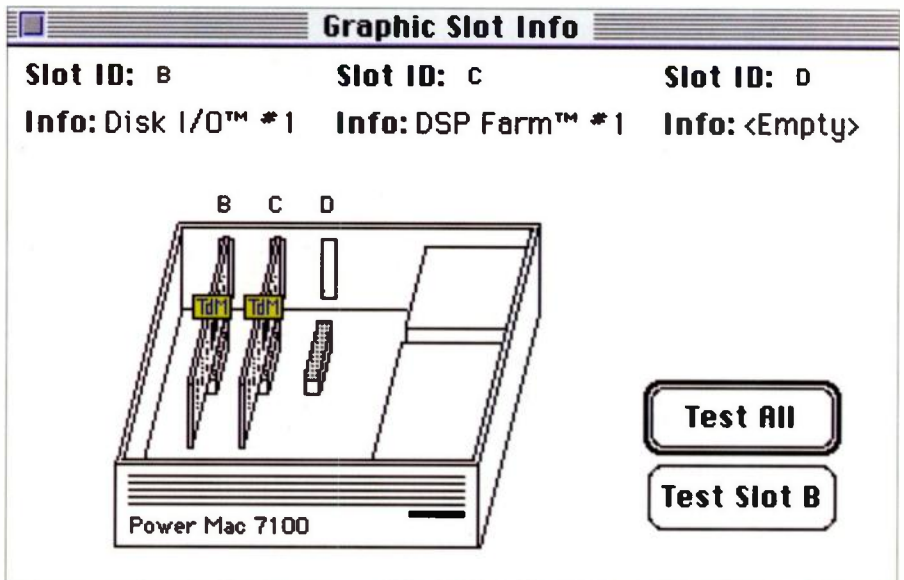 Graphic Slot Info
Slot ID: B
Slot ID: C
Slot ID: D
Info: Disk I/O™ #1
Info: DSP Farm™ #1
Info: <Empty>
B C D
TdM TdM
Test All
Test Slot B
Power Mac 7100